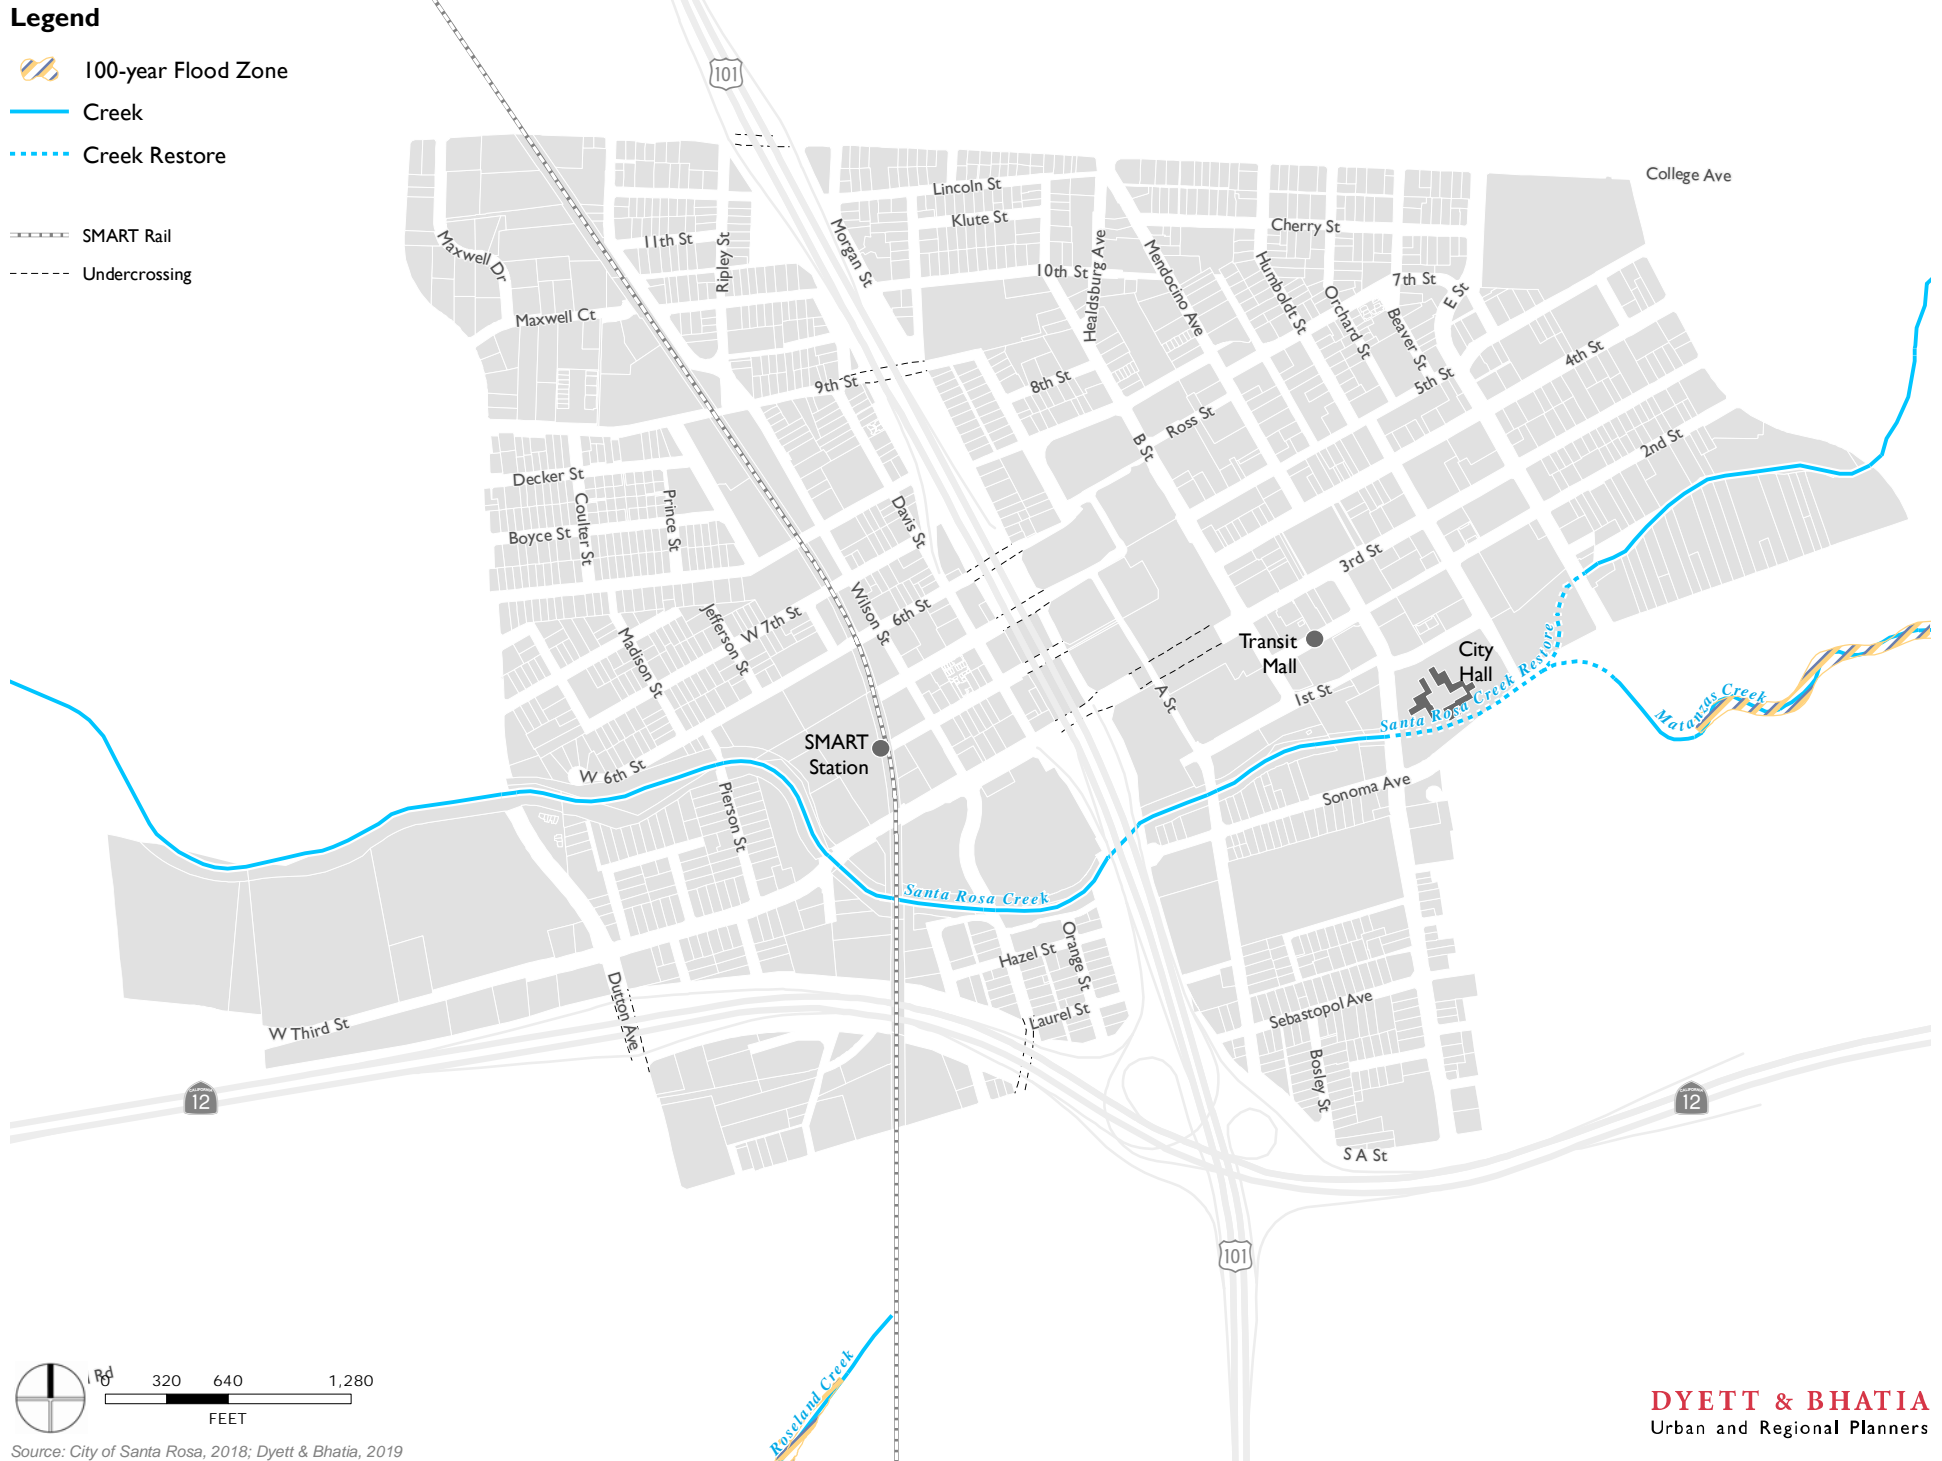 Legend
100-year Flood Zone
Creek
Creek Restore
SMART Rail
Undercrossing
101
College Ave
Lincoln St
Klute St
Cherry St
11th St
Ripley St
Morgan St
Maxwell Dr
10th St
Healdsburg Ave
Mendocino Ave
Humboldt St
Orchard St
7th St
E St
Beaver St
Maxwell Ct
9th St
8th St
4th St
5th St
Ross St
B St
2nd St
Decker St
Coulter St
Prince St
Boyce St
Davis St
3rd St
Wilson St
6th St
W 7th St
Jefferson St
Madison St
Transit
Mall
City
Hall
Santa Rosa Creek Restore
Matanzas Creek
A St
1st St
SMART
Station
W 6th St
Pierson St
Sonoma Ave
Santa Rosa Creek
Hazel St
Orange St
Laurel St
Dutton Ave
W Third St
Sebastopol Ave
Bosley St
CALIFORNIA
12
CALIFORNIA
12
S A St
101
Roseland Creek
Rd
0 320 640 1,280
FEET
Source: City of Santa Rosa, 2018; Dyett & Bhatia, 2019
DYETT & BHATIA
Urban and Regional Planners